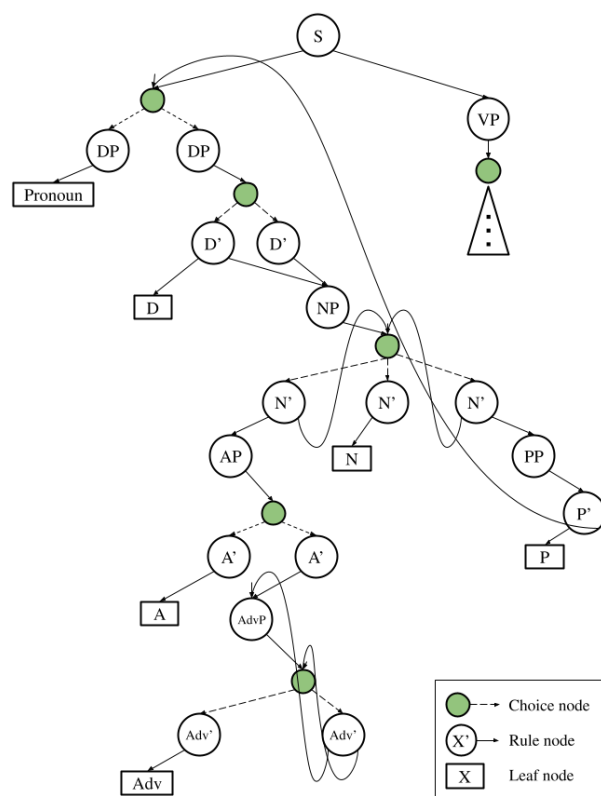 S
VP
DP
DP
Pronoun
D'
D'
D
NP
N'
N'
N'
AP
N
PP
P'
A'
A'
P
A
AdvP
Adv'
Adv'
Adv
Choice node
X' Rule node
X Leaf node